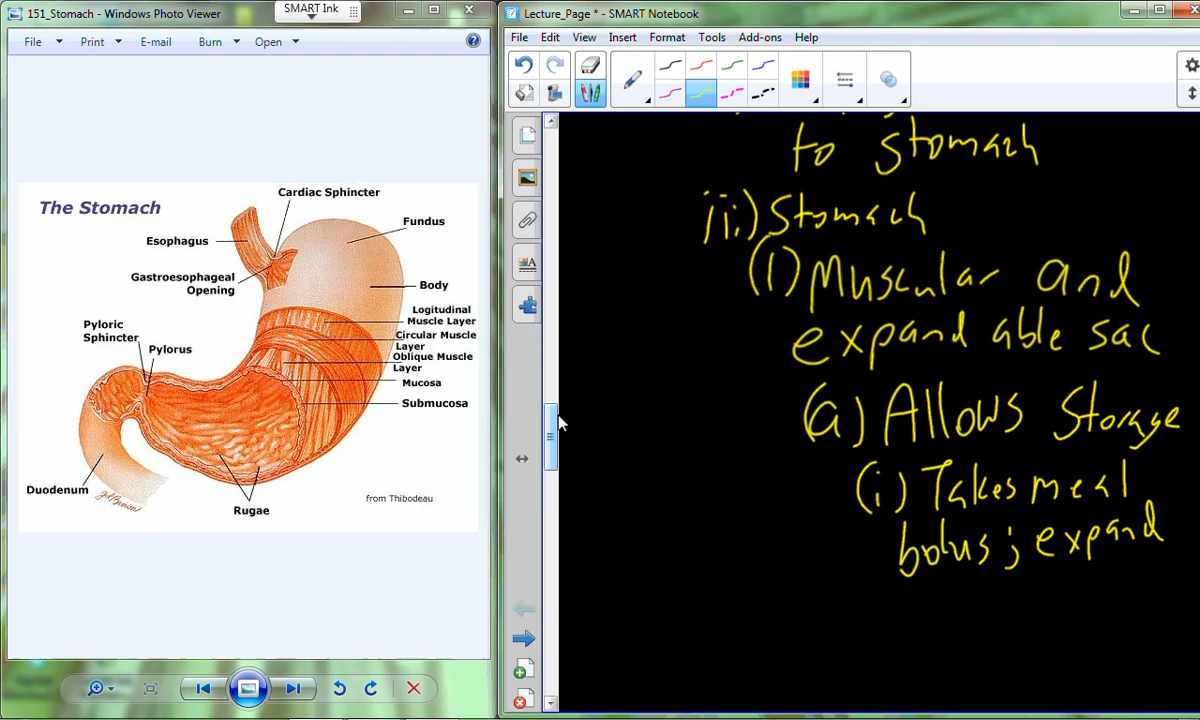 151_Stomach - Windows Photo Viewer
SMART Ink
File Print E-mail Burn Open
The Stomach
Cardiac Sphincter
Fundus
Esophagus
Gastroesophageal
Opening
Body
Logitudinal
Muscle Layer
Circular Muscle
Layer
Oblique Muscle
Layer
Mucosa
Submucosa
Pyloric
Sphincter
Pylorus
Duodenum
Rugae
from Thibodeau
Lecture_Page * - SMART Notebook
File Edit View Insert Format Tools Add-ons Help
to stomach
ii) Stomach
(1) Muscular and
expand able sac
(a) Allows Storage
(i) Takes meal
bolus; expand